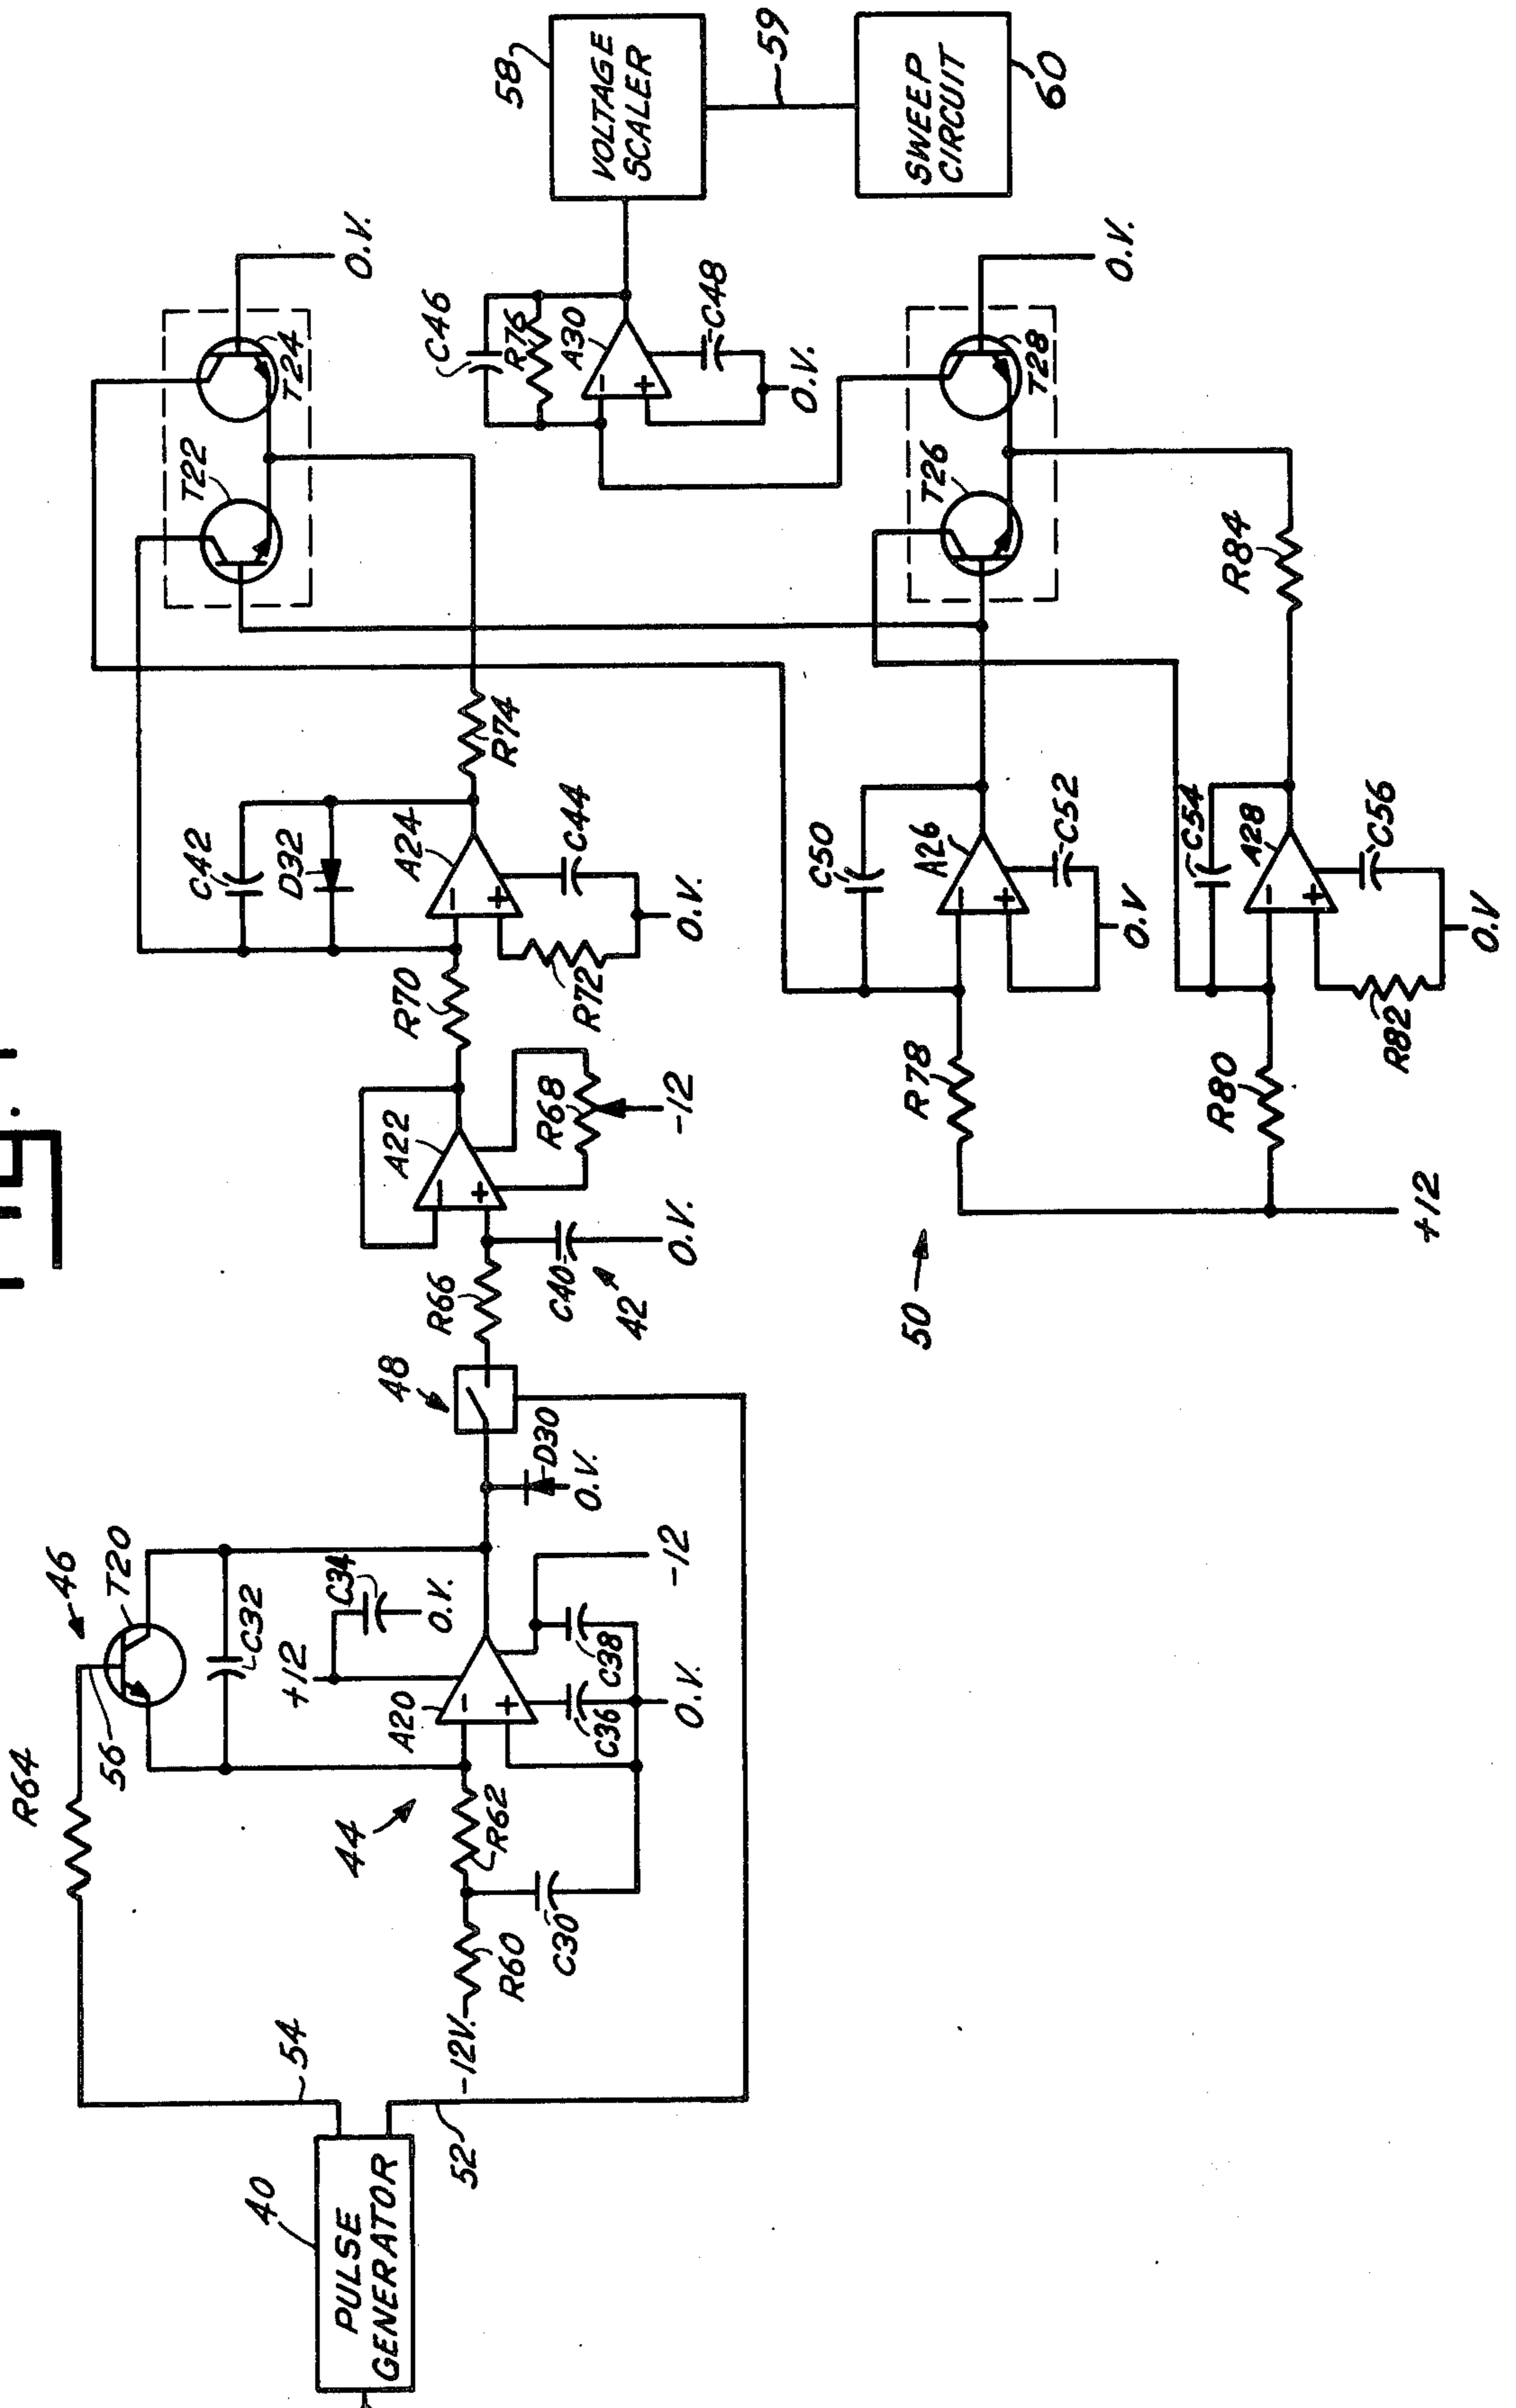 40
PULSE
GENERATOR
54
52
R64
56
46
T20
C32
+12
C34
O.V.
44
A20
-
+
-12V.
R60
R62
C30
C36
C38
O.V.
-12
D30
O.V.
48
R66
C40
42
O.V.
A22
-
+
R68
-12
R70
C42
D32
A24
-
+
R72
C44
O.V.
R74
T22
T24
O.V.
C46
R76
A30
-
+
C48
O.V.
58
VOLTAGE
SCALER
59
SWEEP
CIRCUIT
60
50
R78
C50
A26
-
+
C52
O.V
T26
T28
O.V.
R80
+12
C54
A28
-
+
R82
C56
O.V
R84